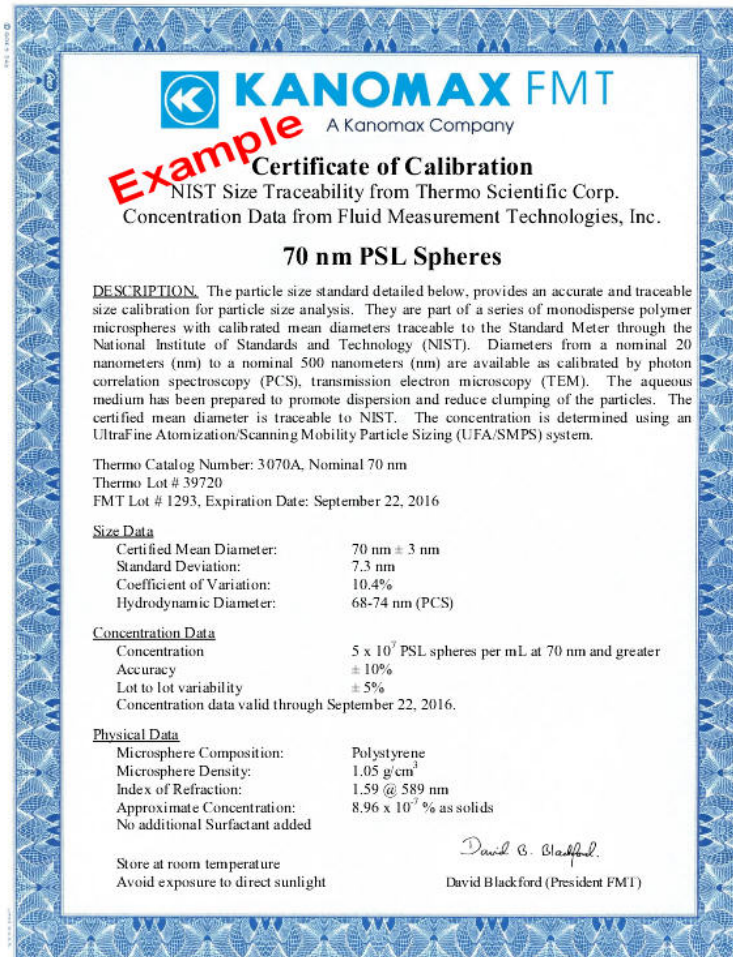 KANOMAX FMT
A Kanomax Company
Example
Certificate of Calibration
NIST Size Traceability from Thermo Scientific Corp.
Concentration Data from Fluid Measurement Technologies, Inc.
70 nm PSL Spheres
DESCRIPTION. The particle size standard detailed below, provides an accurate and traceable
size calibration for particle size analysis. They are part of a series of monodisperse polymer
microspheres with calibrated mean diameters traceable to the Standard Meter through the
National Institute of Standards and Technology (NIST). Diameters from a nominal 20
nanometers (nm) to a nominal 500 nanometers (nm) are available as calibrated by photon
correlation spectroscopy (PCS), transmission electron microscopy (TEM). The aqueous
medium has been prepared to promote dispersion and reduce clumping of the particles. The
certified mean diameter is traceable to NIST. The concentration is determined using an
UltraFine Atomization/Scanning Mobility Particle Sizing (UFA/SMPS) system.
Thermo Catalog Number: 3070A, Nominal 70 nm
Thermo Lot # 39720
FMT Lot # 1293, Expiration Date: September 22, 2016
Size Data
Certified Mean Diameter: 70 nm ± 3 nm
Standard Deviation: 7.3 nm
Coefficient of Variation: 10.4%
Hydrodynamic Diameter: 68-74 nm (PCS)
Concentration Data
Concentration 5 x 10⁷ PSL spheres per mL at 70 nm and greater
Accuracy ± 10%
Lot to lot variability ± 5%
Concentration data valid through September 22, 2016.
Physical Data
Microsphere Composition: Polystyrene
Microsphere Density: 1.05 g/cm³
Index of Refraction: 1.59 @ 589 nm
Approximate Concentration: 8.96 x 10⁻⁷ % as solids
No additional Surfactant added
David B. Blackford.
Store at room temperature
Avoid exposure to direct sunlight David Blackford (President FMT)